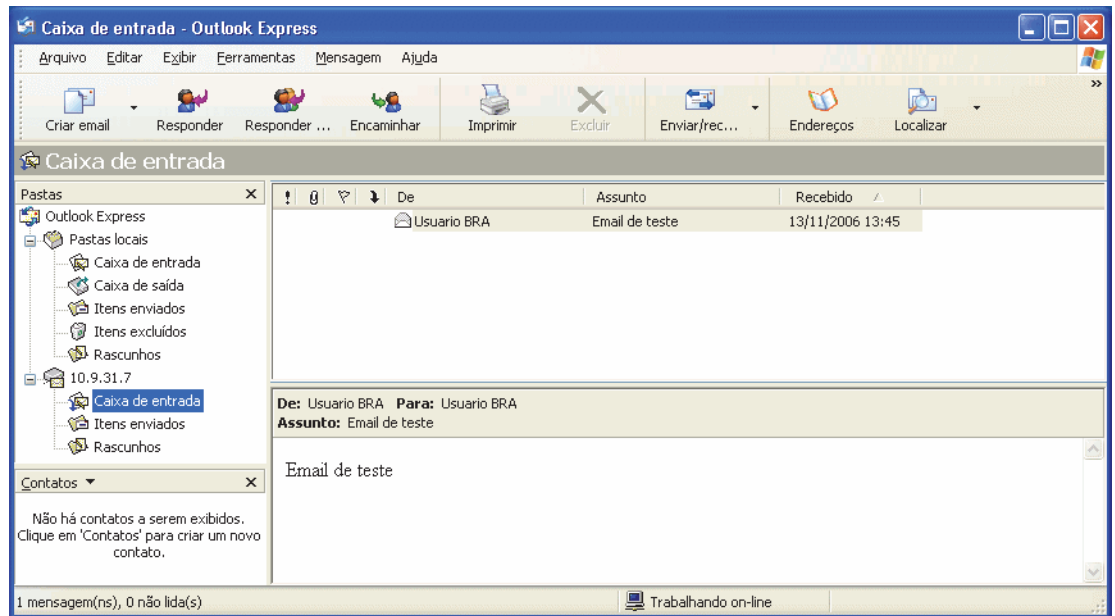 Caixa de entrada - Outlook Express
Arquivo Editar Exibir Ferramentas Mensagem Ajuda
Criar email Responder Responder ... Encaminhar Imprimir Excluir Enviar/rec... Endereços Localizar
Caixa de entrada
Pastas
Outlook Express
Pastas locais
Caixa de entrada
Caixa de saída
Itens enviados
Itens excluídos
Rascunhos
10.9.31.7
Caixa de entrada
Itens enviados
Rascunhos
Contatos
Não há contatos a serem exibidos.
Clique em 'Contatos' para criar um novo
contato.
De Assunto Recebido
Usuario BRA Email de teste 13/11/2006 13:45
De: Usuario BRA Para: Usuario BRA
Assunto: Email de teste
Email de teste
1 mensagem(ns), 0 não lida(s) Trabalhando on-line